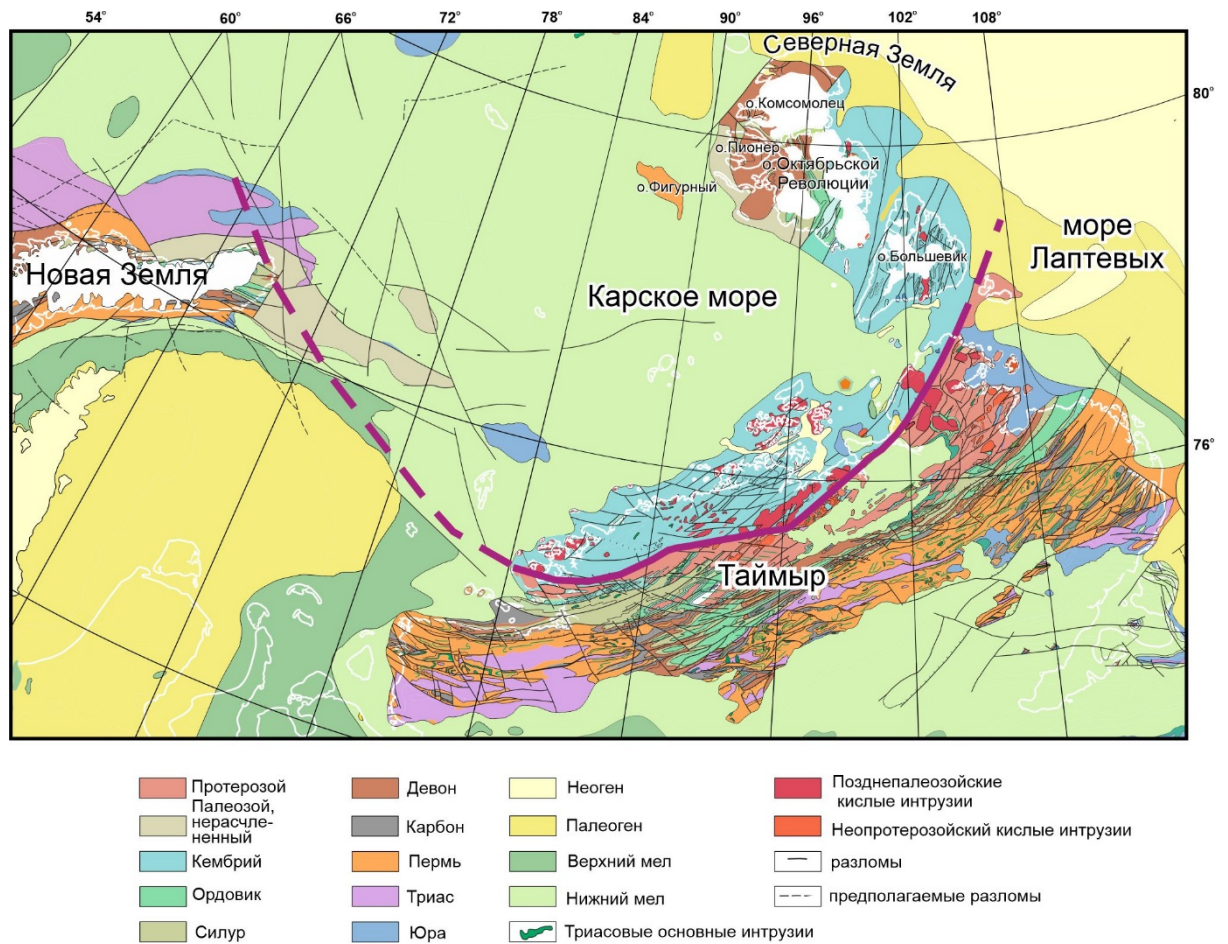 54° 60° 66° 72° 78° 84° 90° 96° 102° 108°
Северная Земля
80°
о.Комсомолец
о.Пионер
о.Октябрьской
Революции
о.Фигурный
море
Лаптевых
о.Большевик
Новая Земля
Карское море
76°
Таймыр
Протерозой
Палеозой,
нерасчле-
ненный
Кембрий
Ордовик
Силур
Девон
Карбон
Пермь
Триас
Юра
Неоген
Палеоген
Верхний мел
Нижний мел
Триасовые основные интрузии
Позднепалеозойские
кислые интрузии
Неопротерозойский кислые интрузии
разломы
предполагаемые разломы